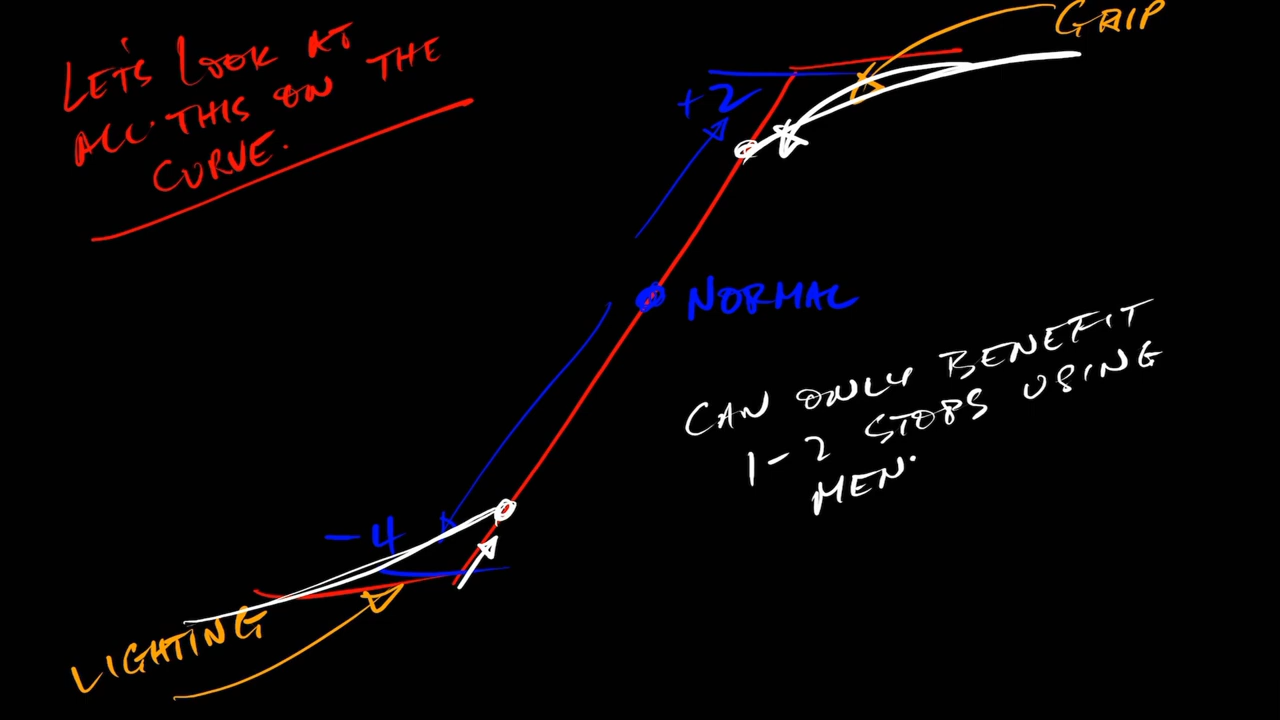 LET'S LOOK AT
ALL THIS ON THE
CURVE.
GRIP
+2
NORMAL
CAN ONLY BENEFIT
1-2 STOPS USING
MEN.
-4
LIGHTING